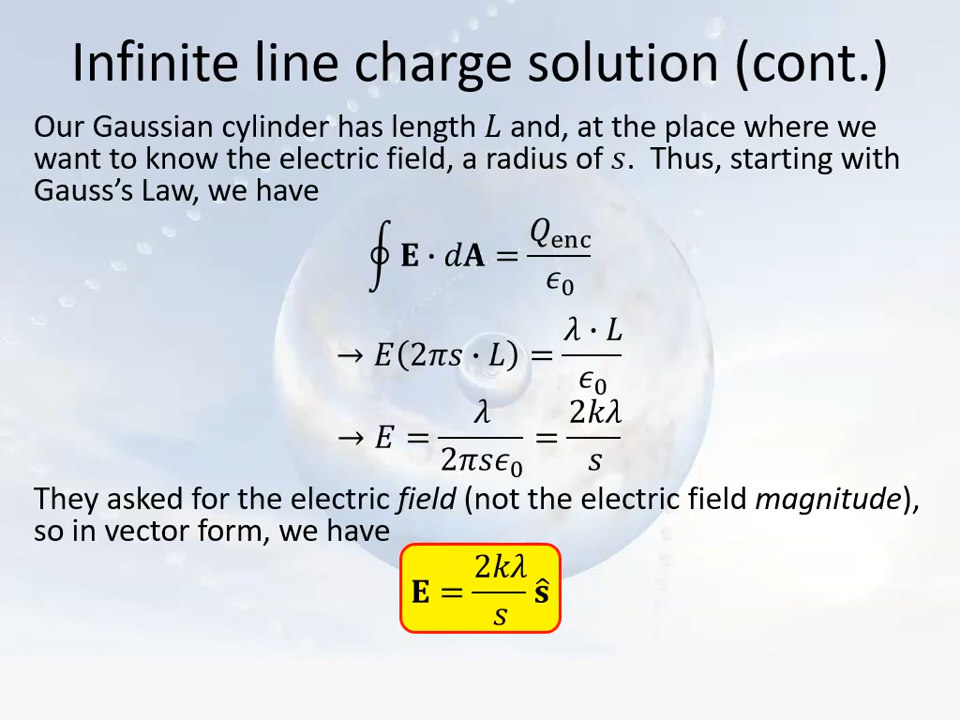 Infinite line charge solution (cont.)
Our Gaussian cylinder has length 𝐿 and, at the place where we
want to know the electric field, a radius of 𝑠.  Thus, starting with
Gauss’s Law, we have
∮ 𝐄 · 𝑑𝐀 = 𝑄enc / 𝜖0
→ 𝐸(2𝜋𝑠 · 𝐿) = 𝜆 · 𝐿 / 𝜖0
→ 𝐸 = 𝜆 / 2𝜋𝑠𝜖0 = 2𝑘𝜆 / 𝑠
They asked for the electric field (not the electric field magnitude),
so in vector form, we have
𝐄 = 2𝑘𝜆 / 𝑠 𝐬̂